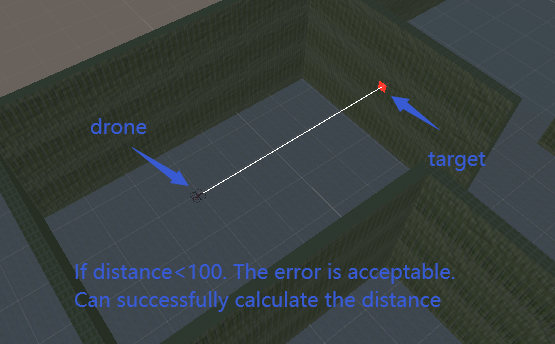 drone
target
If distance<100. The error is acceptable.
Can successfully calculate the distance